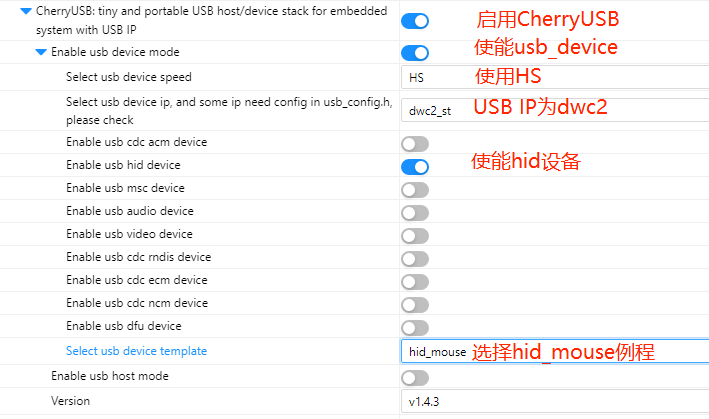 CherryUSB: tiny and portable USB host/device stack for embedded
system with USB IP
启用CherryUSB
Enable usb device mode
使能usb_device
Select usb device speed
HS
使用HS
Select usb device ip, and some ip need config in usb_config.h,
please check
dwc2_st
USB IP为dwc2
Enable usb cdc acm device
Enable usb hid device
使能hid设备
Enable usb msc device
Enable usb audio device
Enable usb video device
Enable usb cdc rndis device
Enable usb cdc ecm device
Enable usb cdc ncm device
Enable usb dfu device
Select usb device template
hid_mouse
选择hid_mouse例程
Enable usb host mode
Version
v1.4.3